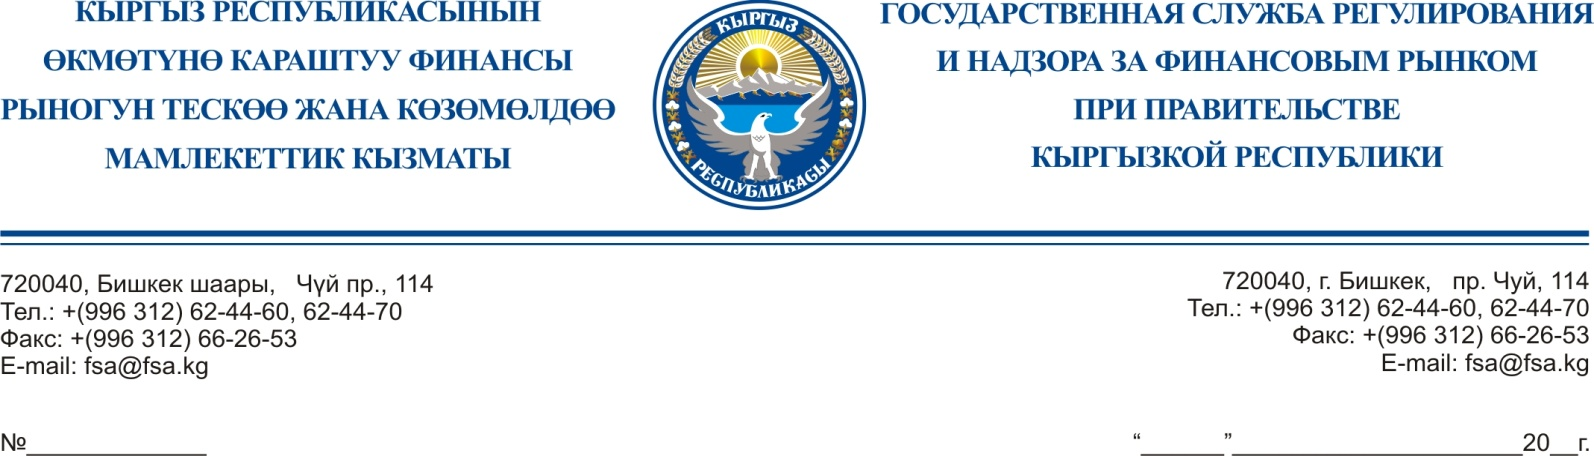 КЫРГЫЗ РЕСПУБЛИКАСЫНЫН
ӨКМӨТҮНӨ КАРАШТУУ ФИНАНСЫ
РЫНОГУН ТЕСКӨӨ ЖАНА КӨЗӨМӨЛДӨӨ
МАМЛЕКЕТТИК КЫЗМАТЫ
КЫРГЫЗ
РЕСПУБЛИКАСЫ
ГОСУДАРСТВЕННАЯ СЛУЖБА РЕГУЛИРОВАНИЯ
И НАДЗОРА ЗА ФИНАНСОВЫМ РЫНКОМ
ПРИ ПРАВИТЕЛЬСТВЕ
КЫРГЫЗКОЙ РЕСПУБЛИКИ
720040, Бишкек шаары, Чүй пр., 114
Тел.: +(996 312) 62-44-60, 62-44-70
Факс: +(996 312) 66-26-53
E-mail: fsa@fsa.kg
720040, г. Бишкек, пр. Чуй, 114
Тел.: +(996 312) 62-44-60, 62-44-70
Факс: +(996 312) 66-26-53
E-mail: fsa@fsa.kg
№_____________
“______”_____________________20__г.